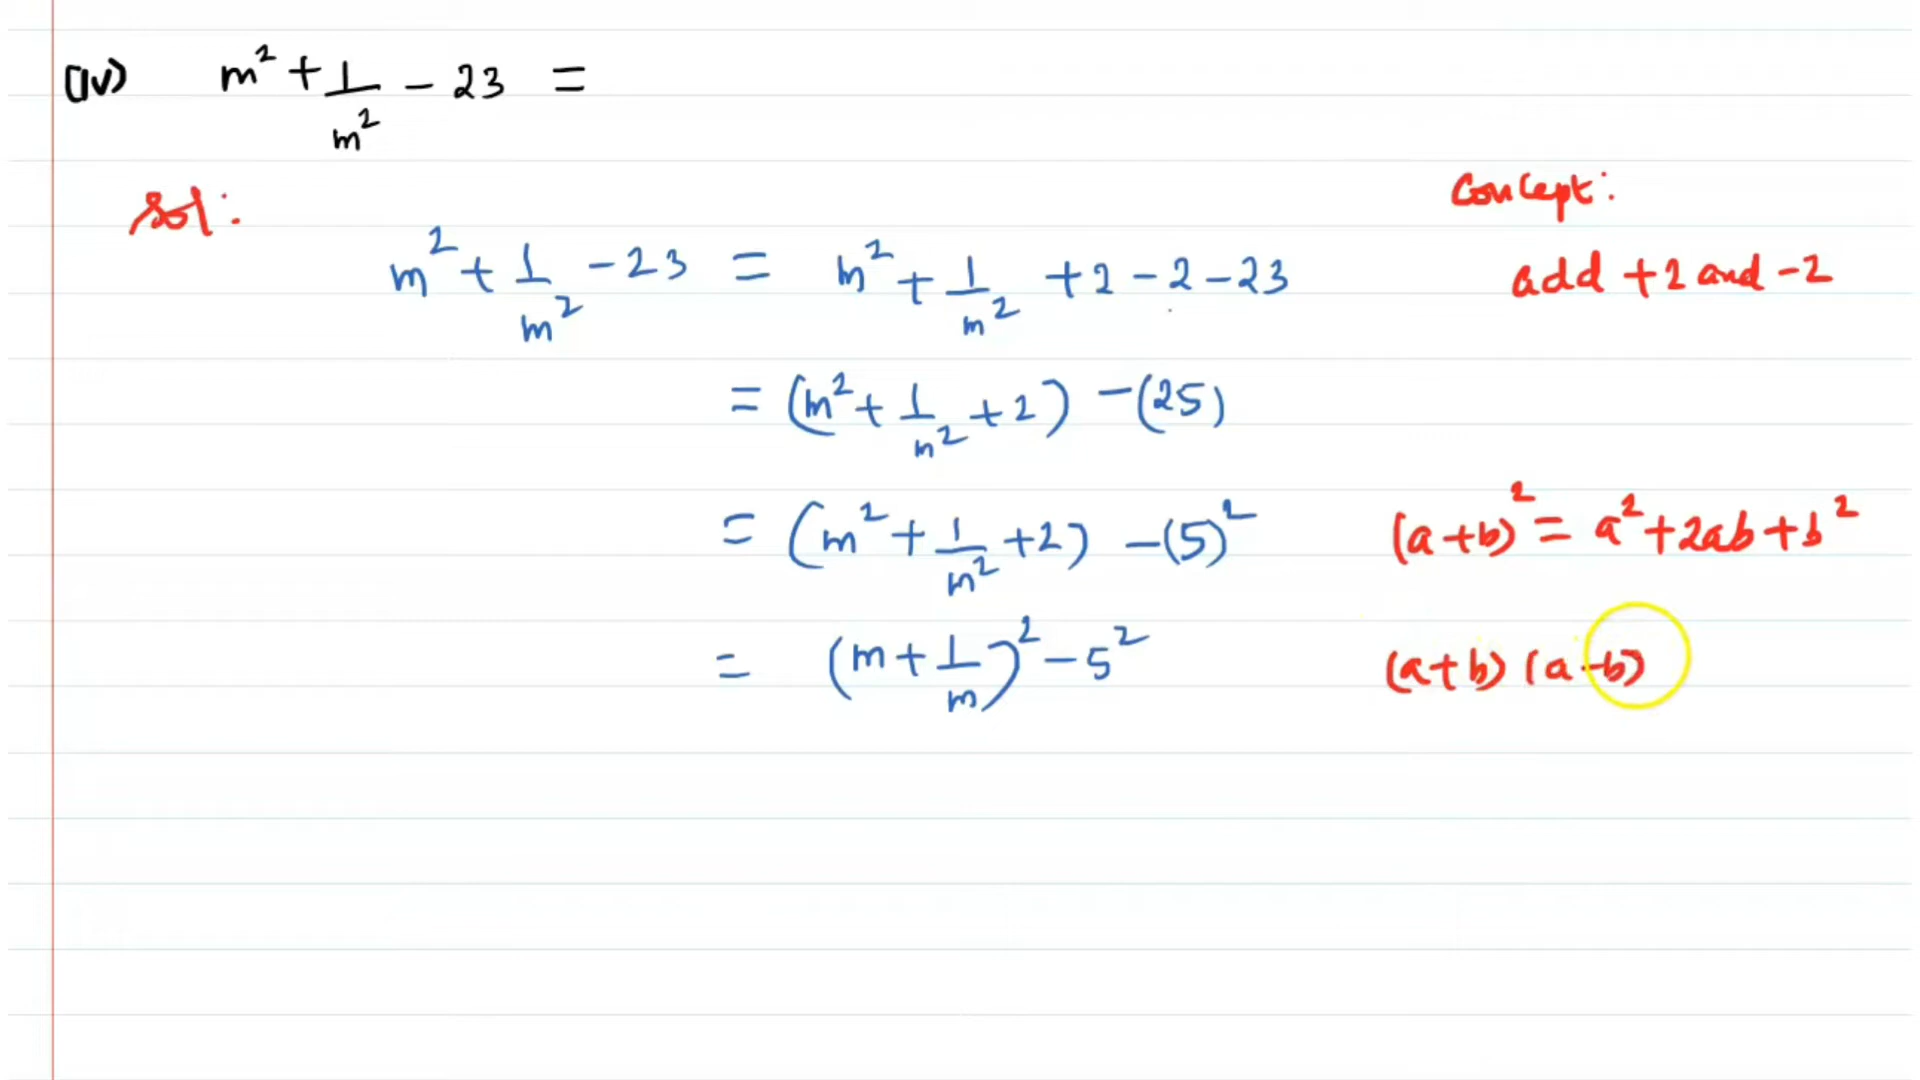 (iv) m² + 1/m² - 23 =
Sol:
Concept:
m² + 1/m² - 23 = m² + 1/m² + 2 - 2 - 23
add +2 and -2
= (m² + 1/m² + 2) - (25)
= (m² + 1/m² + 2) - (5)²
(a+b)² = a² + 2ab + b²
= (m + 1/m)² - 5²
(a+b) (a-b)